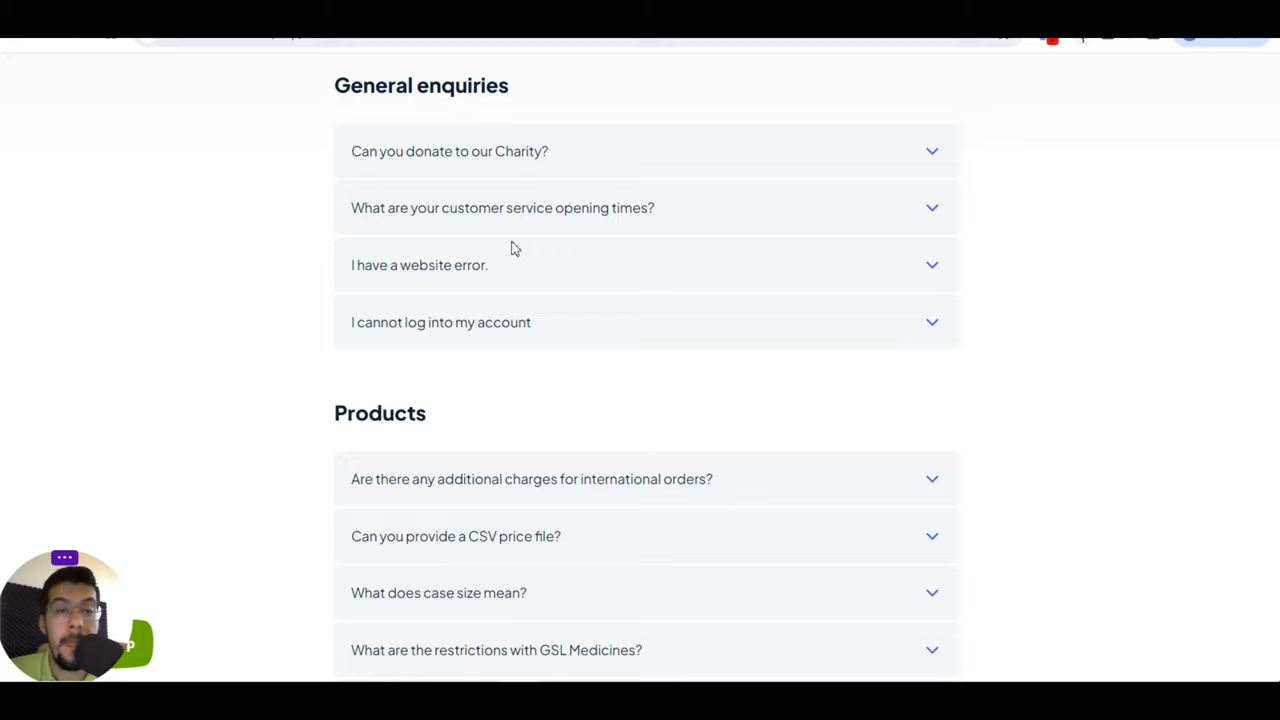 General enquiries
Can you donate to our Charity?
What are your customer service opening times?
I have a website error.
I cannot log into my account
Products
Are there any additional charges for international orders?
Can you provide a CSV price file?
What does case size mean?
What are the restrictions with GSL Medicines?
p